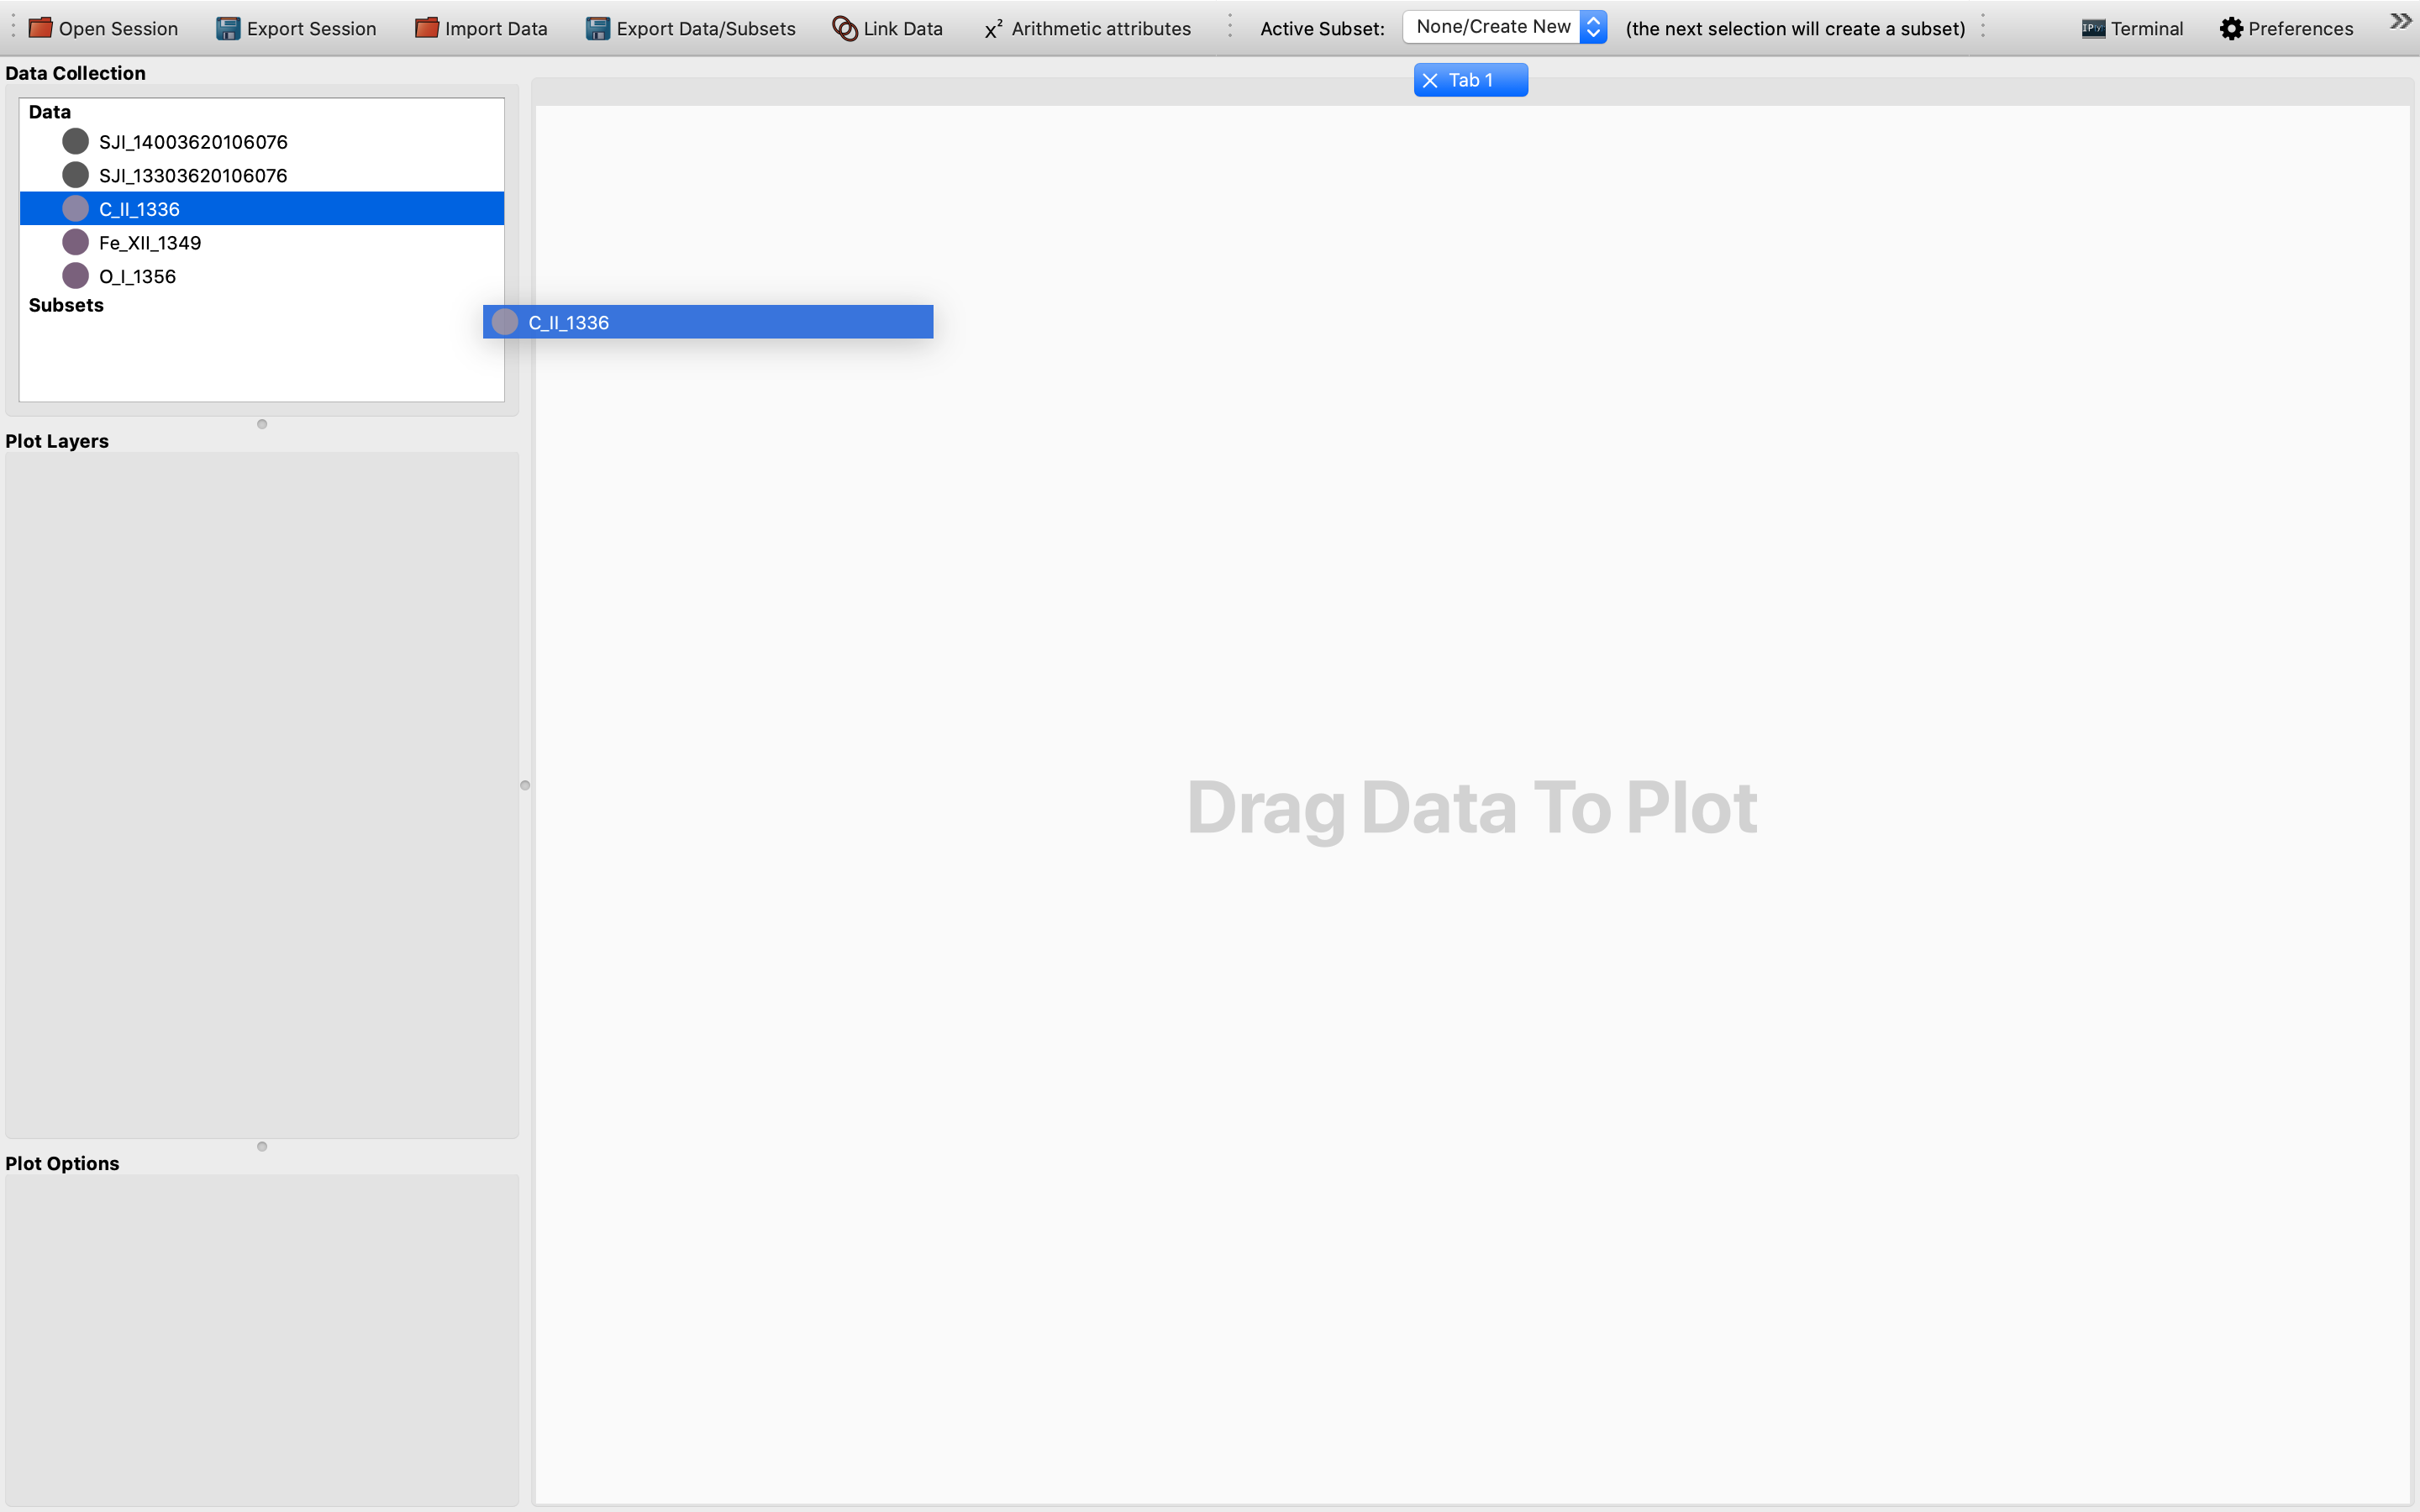 Open Session Export Session Import Data Export Data/Subsets Link Data x² Arithmetic attributes Active Subset: None/Create New (the next selection will create a subset) Terminal Preferences
Data Collection
Tab 1
Data
SJI_14003620106076
SJI_13303620106076
C_II_1336
Fe_XII_1349
O_I_1356
Subsets
C_II_1336
Plot Layers
Drag Data To Plot
Plot Options